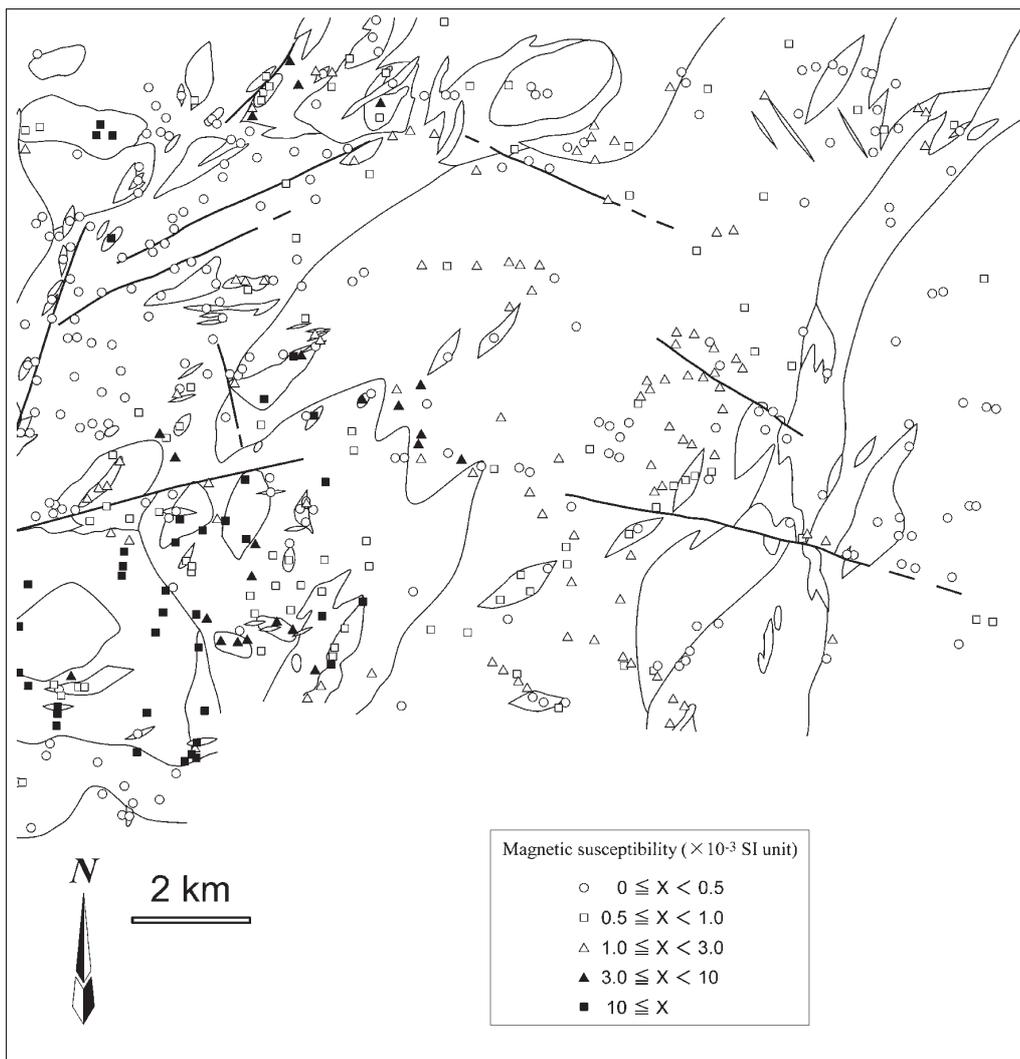 Magnetic susceptibility (×10⁻³ SI unit)
0 ≦ X < 0.5
0.5 ≦ X < 1.0
1.0 ≦ X < 3.0
3.0 ≦ X < 10
10 ≦ X
N
2 km